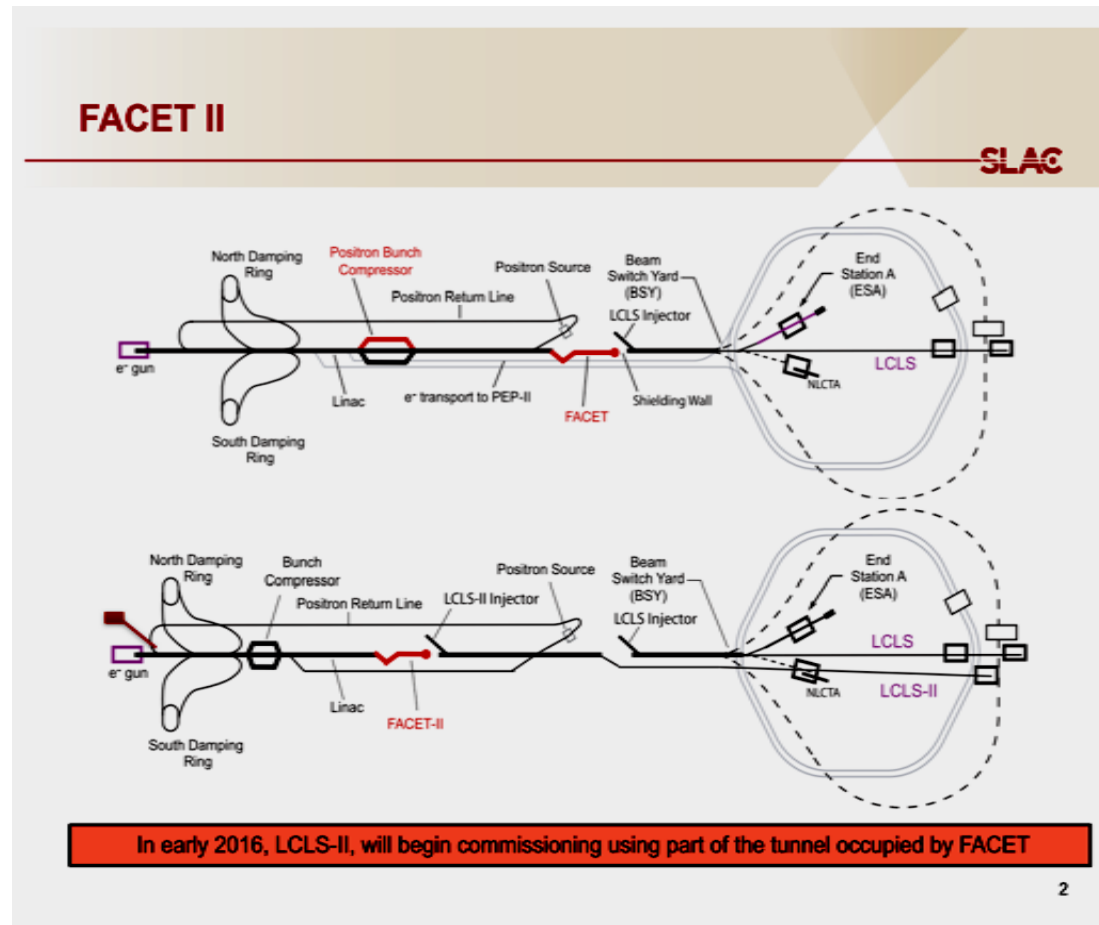 FACET II
SLAC
North Damping
Ring
Positron Bunch
Compressor
Positron Return Line
Positron Source
Beam
Switch Yard
(BSY)
LCLS Injector
End
Station A
(ESA)
e⁻ gun
Linac
e⁻ transport to PEP-II
FACET
Shielding Wall
NLCTA
LCLS
South Damping
Ring
North Damping
Ring
Bunch
Compressor
Positron Return Line
LCLS-II Injector
Positron Source
Beam
Switch Yard
(BSY)
LCLS Injector
End
Station A
(ESA)
e⁻ gun
Linac
FACET-II
LCLS
NLCTA
LCLS-II
South Damping
Ring
In early 2016, LCLS-II, will begin commissioning using part of the tunnel occupied by FACET
2